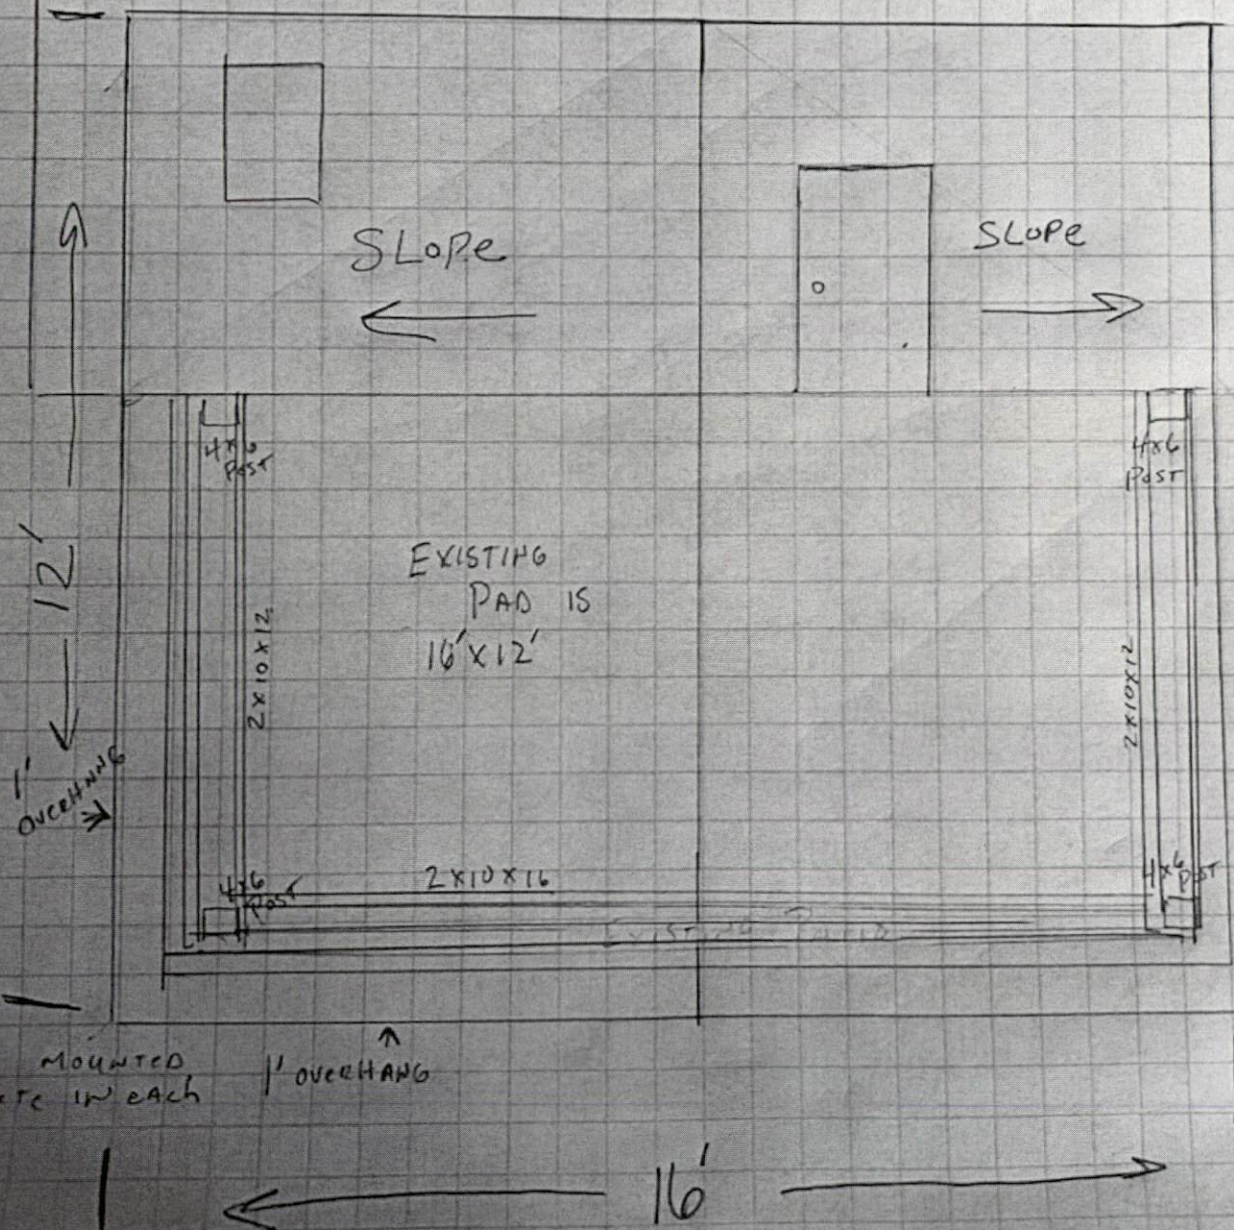 SLOPE
SLOPE
4x6
POST
4x6
POST
EXISTING
PAD IS
16'x12'
12'
2x10x12
2x10x12
1'
OVERHANG
2x10x16
4x6
POST
4x6
POST
MOUNTED
IN EACH
1' OVERHANG
16'